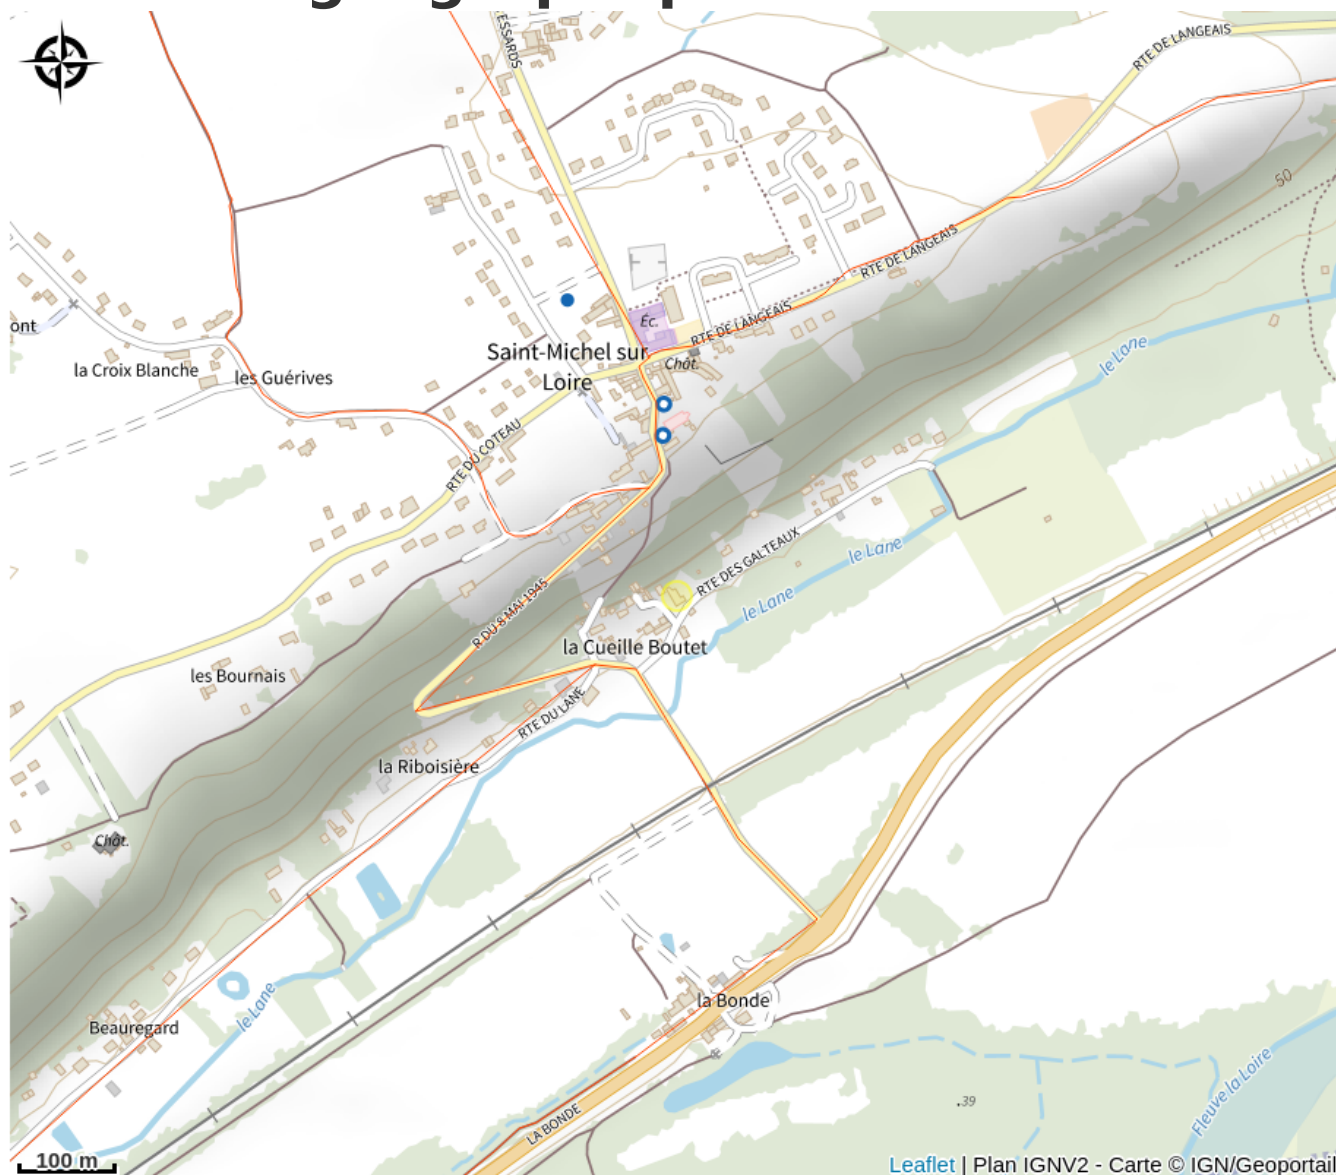 ESSARDS
RTE DE LANGEAIS
50
RTE DE LANGEAIS
ont
Éc.
RTE DE LANGEAIS
le Lane
Saint-Michel sur
Loire
Chât.
la Croix Blanche
les Guérives
RTE DU COTEAU
le Lane
RTE DES GALTEAUX
le Lane
R DU 8 MAI 1945
la Cueille Boutet
les Bournais
RTE DU LANE
la Riboisière
Chât.
le Lane
la Bonde
Beauregard
.39
Fleuve la Loire
LA BONDE
100 m
Leaflet | Plan IGNV2 - Carte © IGN/Geoportail